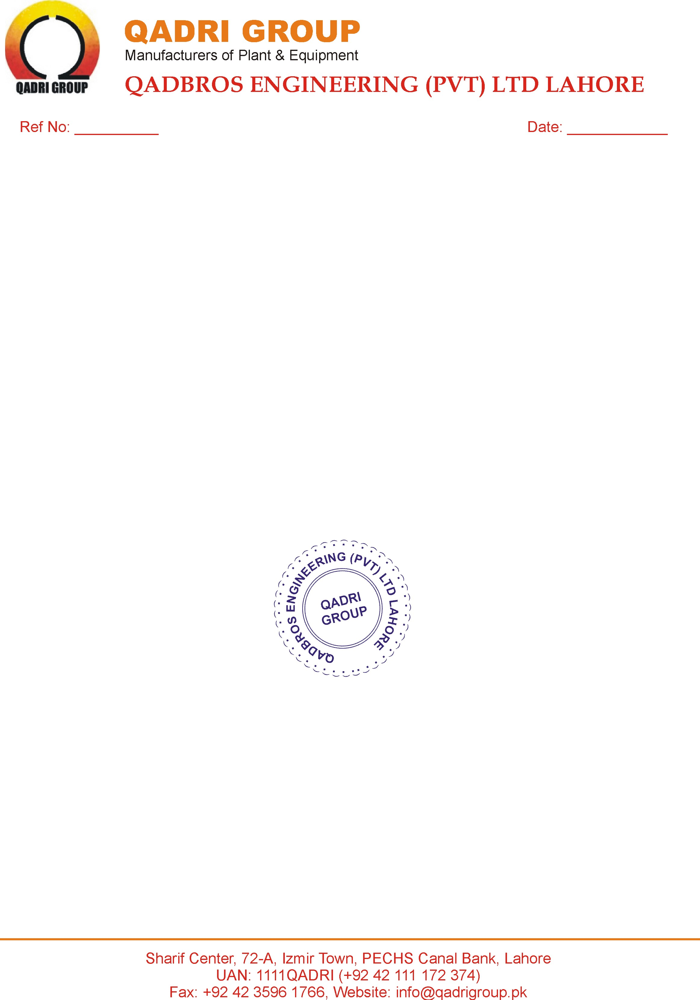 QADRI GROUP
Manufacturers of Plant & Equipment
QADRI GROUP
QADBROS ENGINEERING (PVT) LTD LAHORE
Ref No: ___________
Date: _____________
QADBROS ENGINEERING (PVT) LTD LAHORE
QADRI
GROUP
Sharif Center, 72-A, Izmir Town, PECHS Canal Bank, Lahore
UAN: 1111QADRI (+92 42 111 172 374)
Fax: +92 42 3596 1766, Website: info@qadrigroup.pk